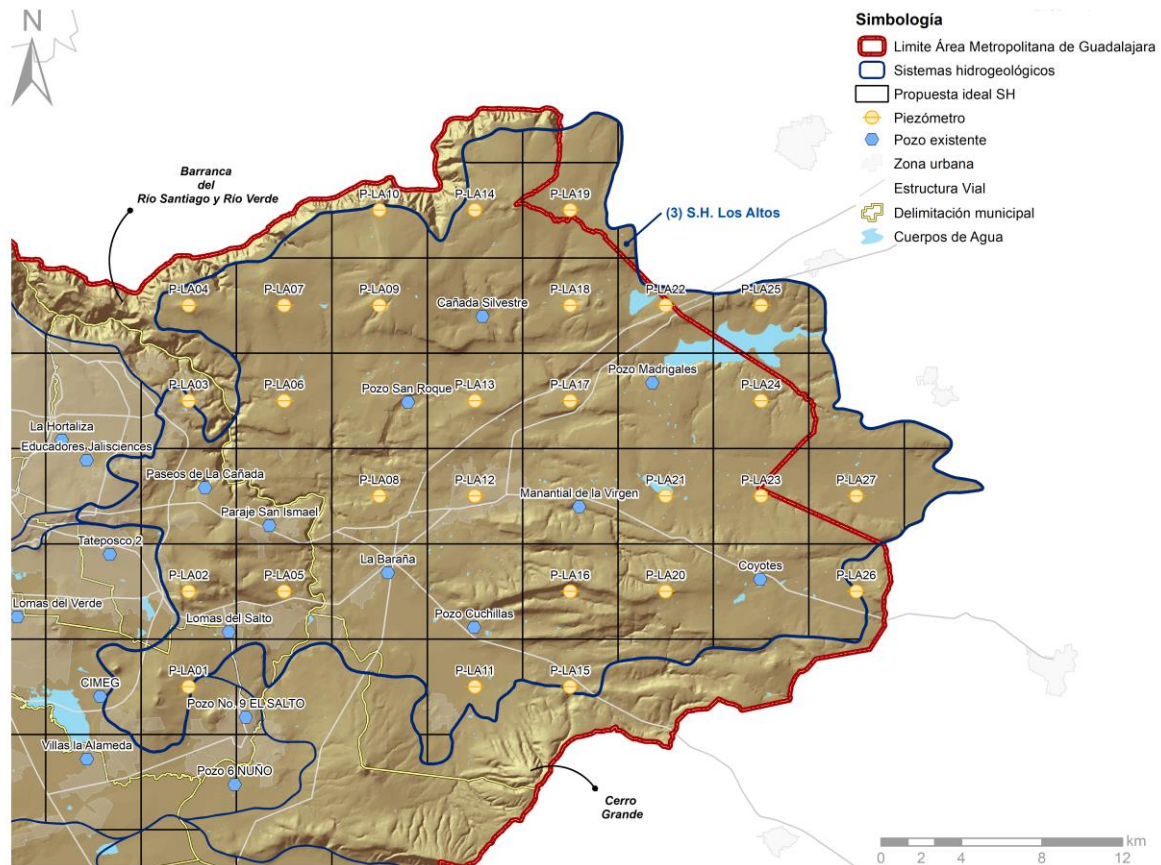 N
Simbología
Limite Área Metropolitana de Guadalajara
Sistemas hidrogeológicos
Propuesta ideal SH
Piezómetro
Pozo existente
Zona urbana
Estructura Vial
Delimitación municipal
Cuerpos de Agua
Barranca
del
Río Santiago y Río Verde
P-LA10
P-LA14
P-LA19
(3) S.H. Los Altos
P-LA04
P-LA07
P-LA09
Cañada Silvestre
P-LA18
P-LA22
P-LA25
P-LA03
P-LA06
Pozo San Roque
P-LA13
P-LA17
Pozo Madrigales
P-LA24
La Hortaliza
Educadores Jalisciences
Paseos de La Cañada
P-LA08
P-LA12
Manantial de la Virgen
P-LA21
P-LA23
P-LA27
Paraje San Ismael
Tateposco 2
La Baraña
Coyotes
P-LA02
P-LA05
P-LA16
P-LA20
P-LA26
Lomas del Verde
Lomas del Salto
Pozo Cuchillas
CIMEG
P-LA01
P-LA11
P-LA15
Pozo No. 9 EL SALTO
Villas la Alameda
Pozo 6 NUÑO
Cerro
Grande
km
0 2 4 8 12